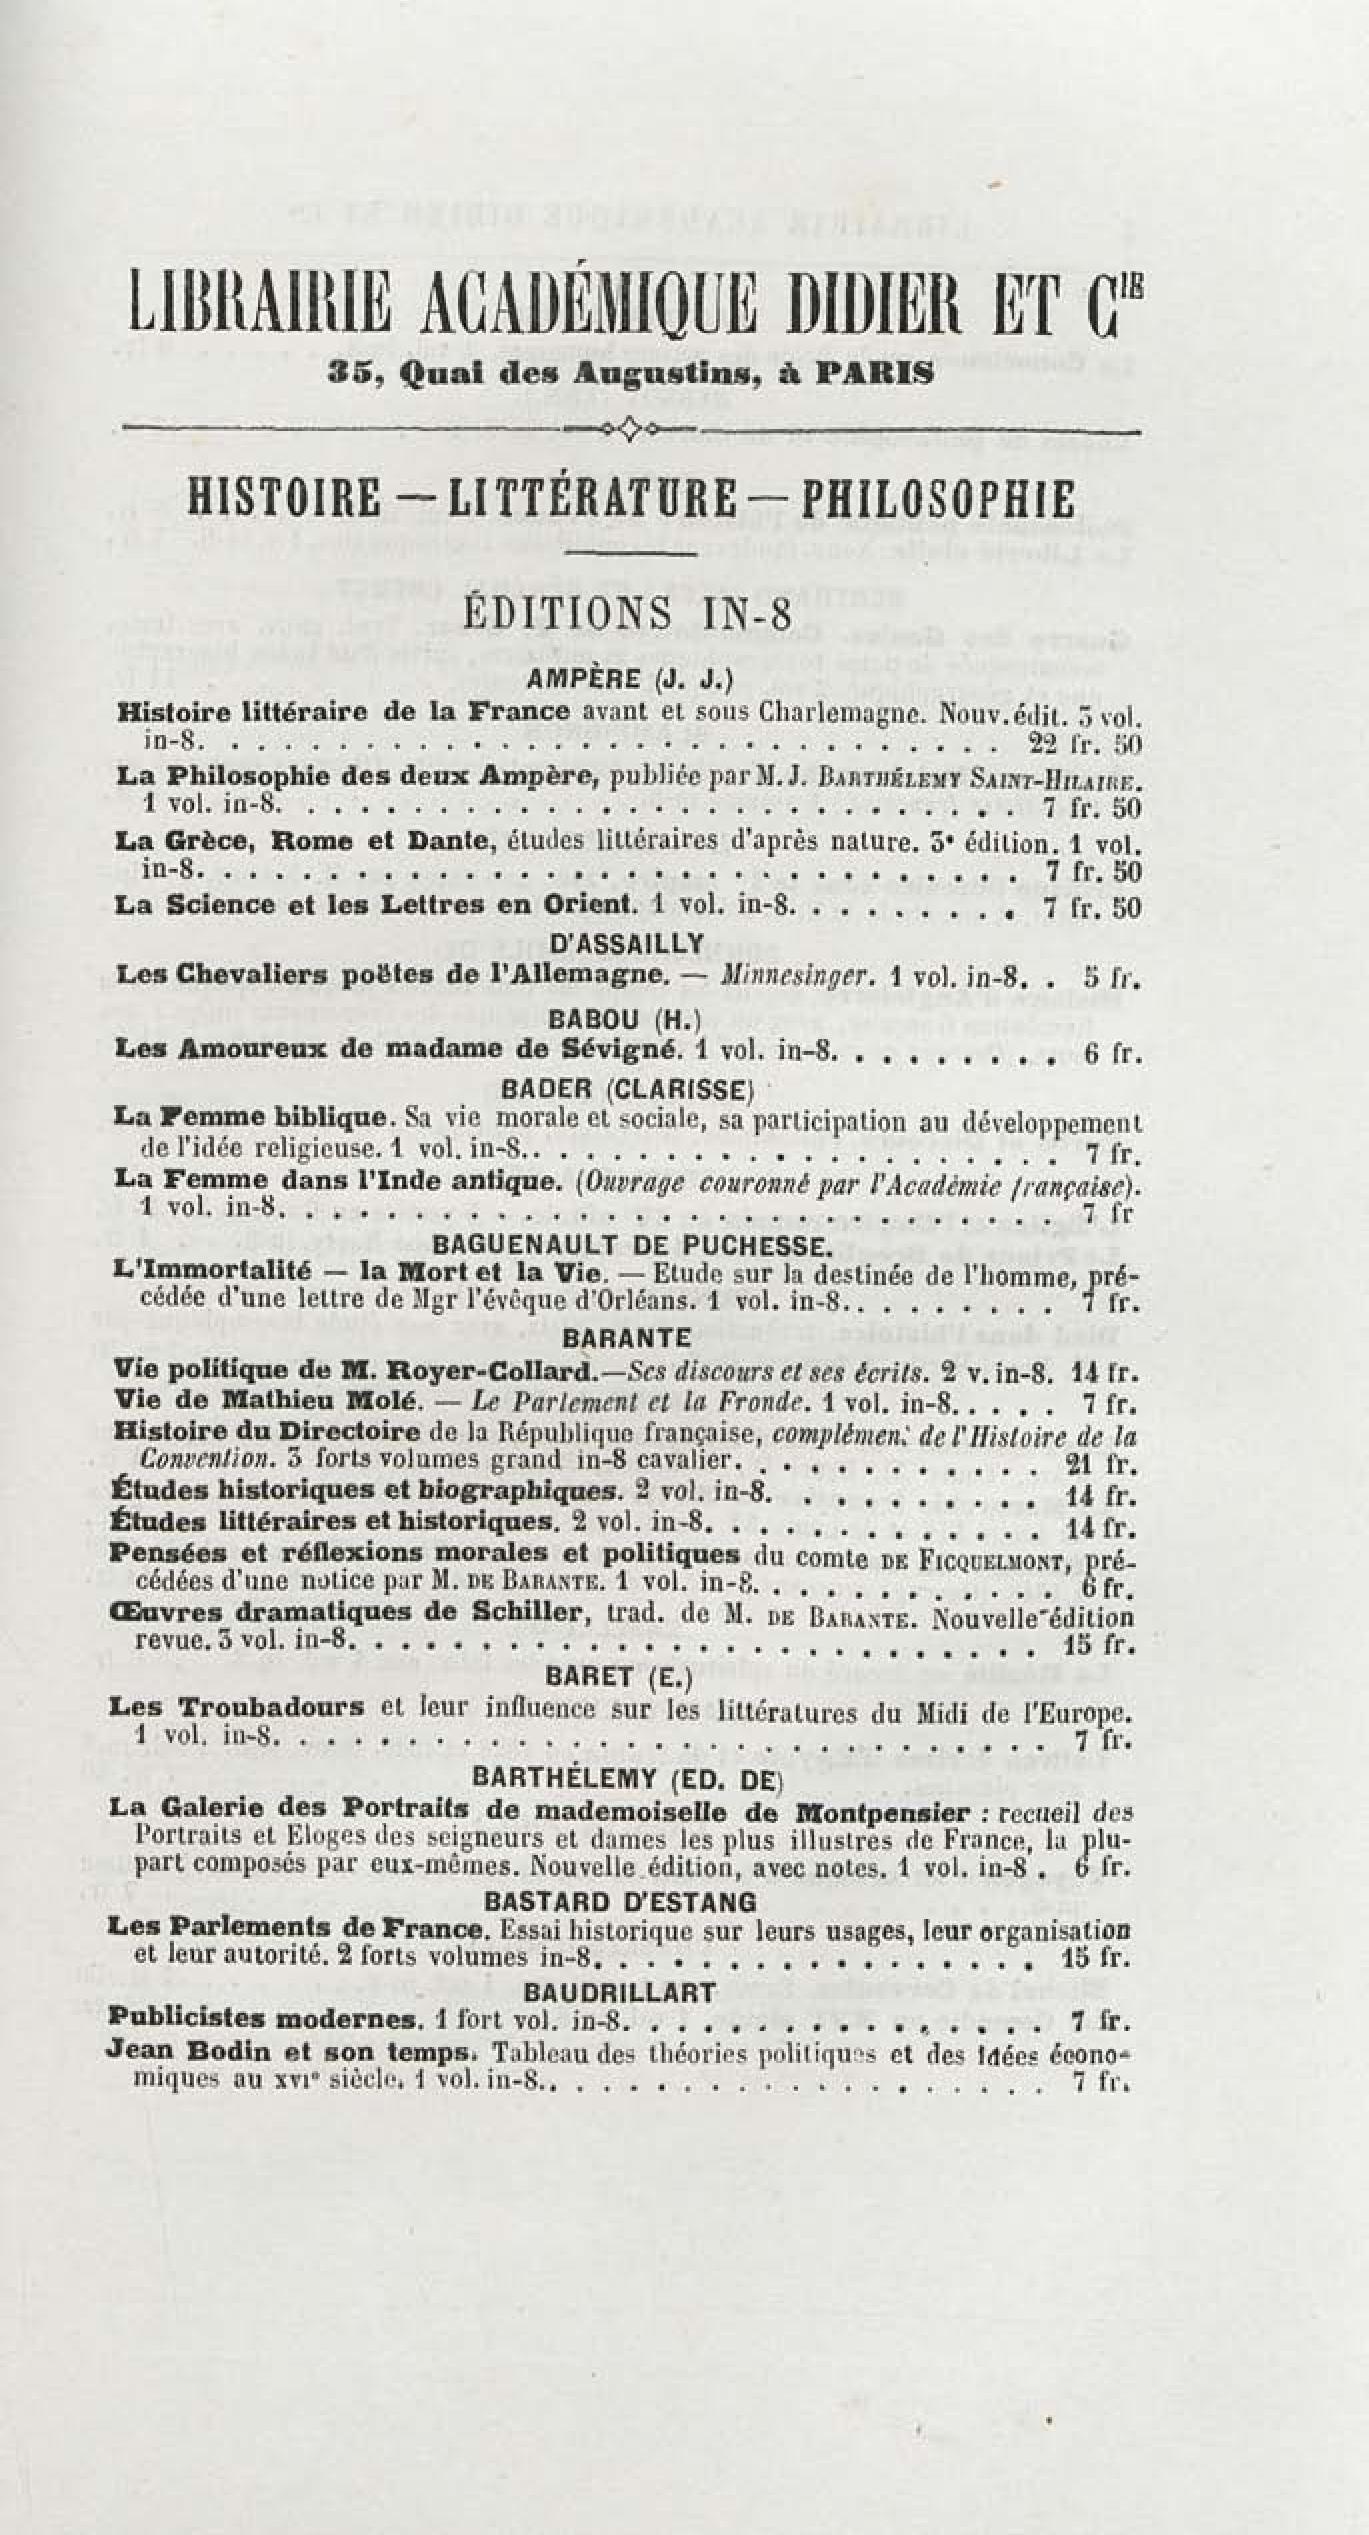 LIBRAIRIE ACADÉMIQUE DIDIER ET CIE
35, Quai des Augustins, à PARIS
HISTOIRE — LITTÉRATURE — PHILOSOPHIE
ÉDITIONS IN-8
AMPÈRE (J. J.)
Histoire littéraire de la France avant et sous Charlemagne. Nouv. édit. 3 vol.
in-8. . . . . . . . . . . . . . . . . . . . . . . . . . . . . . 22 fr. 50
La Philosophie des deux Ampère, publiée par M. J. BARTHÉLEMY SAINT-HILAIRE.
1 vol. in-8. . . . . . . . . . . . . . . . . . . . . . . . . . . . 7 fr. 50
La Grèce, Rome et Dante, études littéraires d'après nature. 3e édition. 1 vol.
in-8. . . . . . . . . . . . . . . . . . . . . . . . . . . . . . . 7 fr. 50
La Science et les Lettres en Orient. 1 vol. in-8. . . . . . . . . 7 fr. 50
D'ASSAILLY
Les Chevaliers poëtes de l'Allemagne. — Minnesinger. 1 vol. in-8. . 5 fr.
BABOU (H.)
Les Amoureux de madame de Sévigné. 1 vol. in-8. . . . . . . . . 6 fr.
BADER (CLARISSE)
La Femme biblique. Sa vie morale et sociale, sa participation au développement
de l'idée religieuse. 1 vol. in-8. . . . . . . . . . . . . . . . . . . . . 7 fr.
La Femme dans l'Inde antique. (Ouvrage couronné par l'Académie française).
1 vol. in-8. . . . . . . . . . . . . . . . . . . . . . . . . . . . . 7 fr
BAGUENAULT DE PUCHESSE.
L'Immortalité — la Mort et la Vie. — Etude sur la destinée de l'homme, pré-
cédée d'une lettre de Mgr l'évêque d'Orléans. 1 vol. in-8. . . . . . . . . 7 fr.
BARANTE
Vie politique de M. Royer-Collard.—Ses discours et ses écrits. 2 v. in-8. 14 fr.
Vie de Mathieu Molé. — Le Parlement et la Fronde. 1 vol. in-8. . . . . 7 fr.
Histoire du Directoire de la République française, complément de l'Histoire de la
Convention. 3 forts volumes grand in-8 cavalier. . . . . . . . . . . . 21 fr.
Études historiques et biographiques. 2 vol. in-8. . . . . . . . . . . 14 fr.
Études littéraires et historiques. 2 vol. in-8. . . . . . . . . . . . . 14 fr.
Pensées et réflexions morales et politiques du comte DE FICQUELMONT, pré-
cédées d'une notice par M. DE BARANTE. 1 vol. in-8. . . . . . . . . . . . 6 fr.
Œuvres dramatiques de Schiller, trad. de M. DE BARANTE. Nouvelle édition
revue. 3 vol. in-8. . . . . . . . . . . . . . . . . . . . . . . . . . 15 fr.
BARET (E.)
Les Troubadours et leur influence sur les littératures du Midi de l'Europe.
1 vol. in-8. . . . . . . . . . . . . . . . . . . . . . . . . . . . . 7 fr.
BARTHÉLEMY (ED. DE)
La Galerie des Portraits de mademoiselle de Montpensier : recueil des
Portraits et Eloges des seigneurs et dames les plus illustres de France, la plu-
part composés par eux-mêmes. Nouvelle édition, avec notes. 1 vol. in-8 . 6 fr.
BASTARD D'ESTANG
Les Parlements de France. Essai historique sur leurs usages, leur organisation
et leur autorité. 2 forts volumes in-8. . . . . . . . . . . . . . . . . 15 fr.
BAUDRILLART
Publicistes modernes. 1 fort vol. in-8. . . . . . . . . . . . . . . . 7 fr.
Jean Bodin et son temps. Tableau des théories politiques et des idées écono-
miques au XVIe siècle. 1 vol. in-8. . . . . . . . . . . . . . . . . . . . 7 fr.